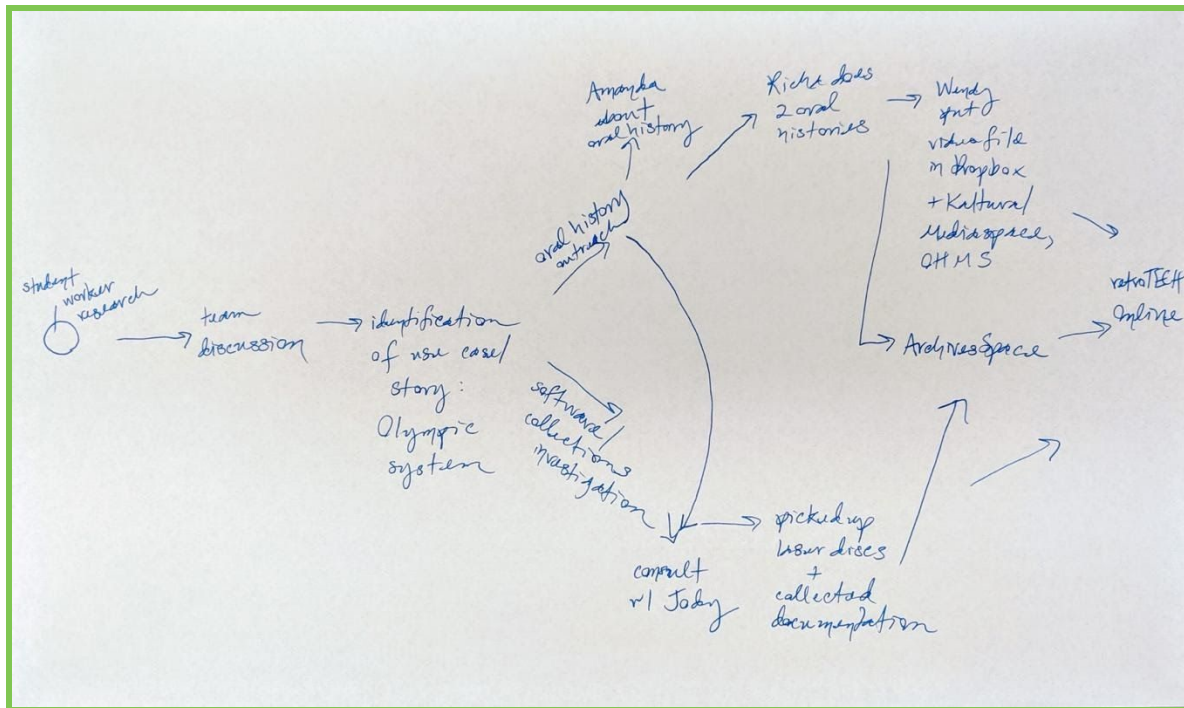 student
worker
research
team
discussion
identification
of use case/
story:
Olympic
system
oral history
outreach
Amanda
about
oral history
software/
collections
investigation
consult
w/ Jody
does
2 oral
histories
Wendy
put
video file
in dropbox
+ Kaltura/
Mediaspace,
OHMS
ArchivesSpace
picked up
laser discs
+
collected
documentation
retroTECH
Online